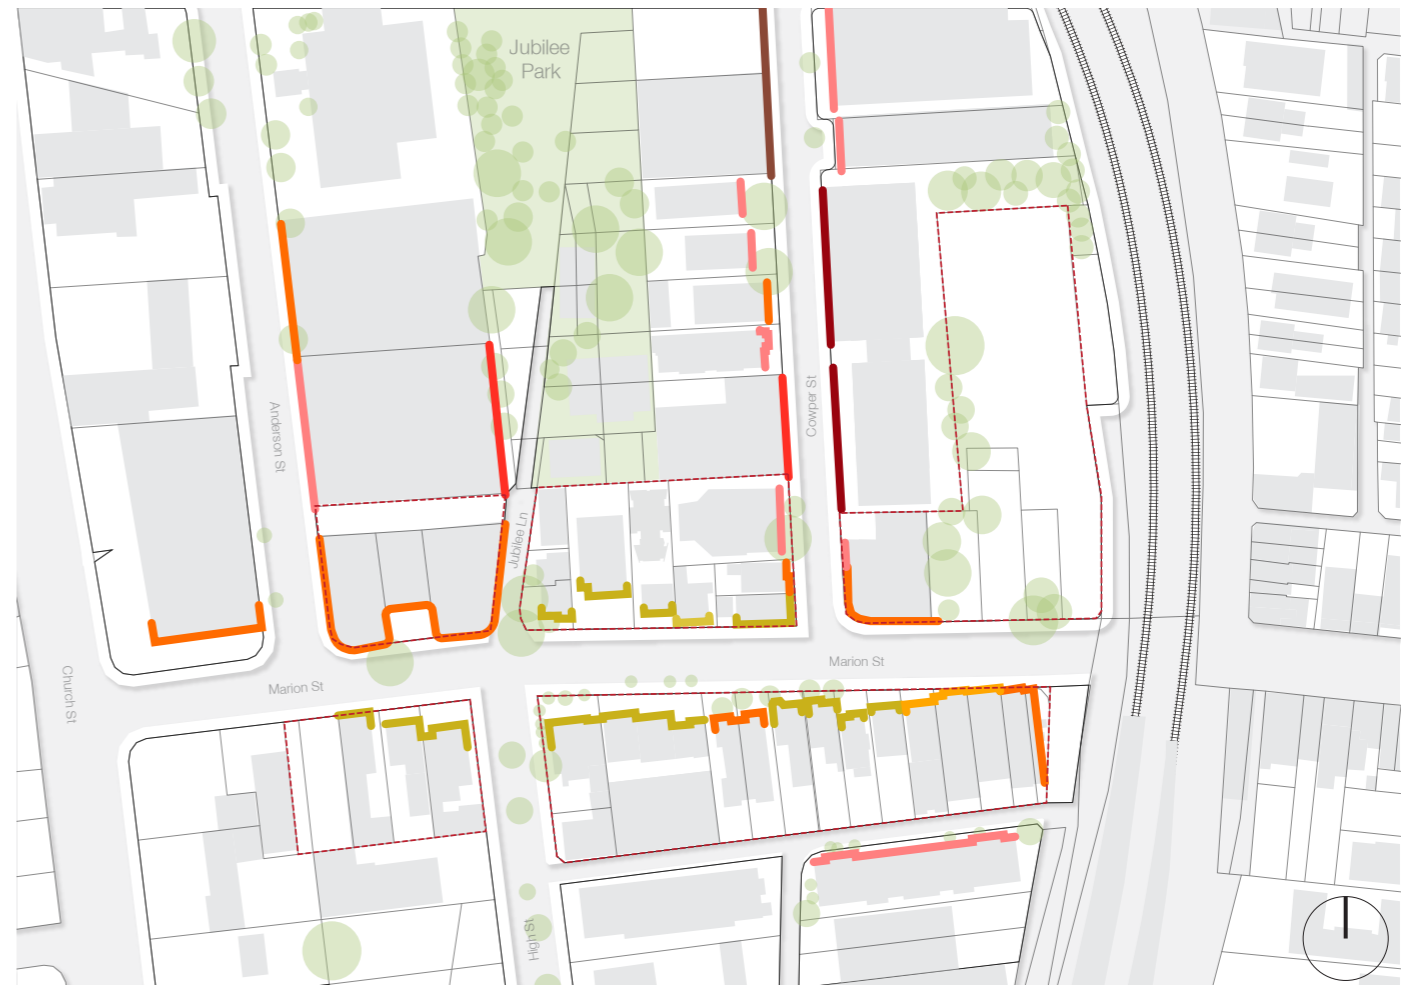 Jubilee
Park
Anderson St
Cowper St
Jubilee Ln
Church St
Marion St
Marion St
High St